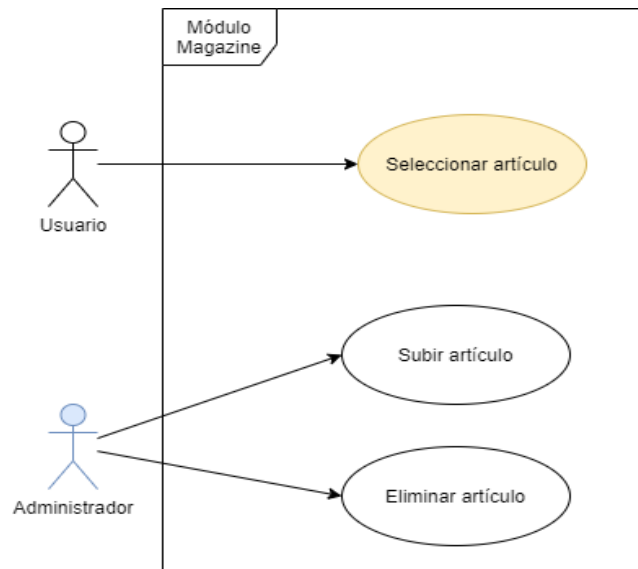 Módulo
Magazine
Seleccionar artículo
Usuario
Subir artículo
Eliminar artículo
Administrador